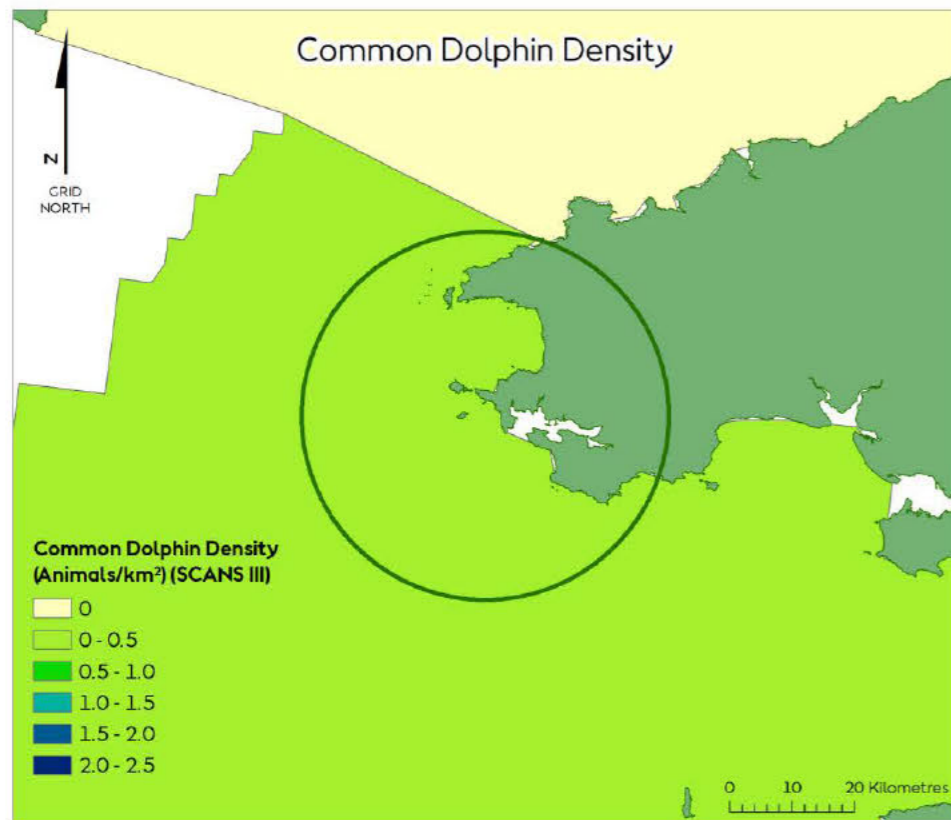 Common Dolphin Density
N
GRID
NORTH
Common Dolphin Density
(Animals/km²) (SCANS III)
0
0 - 0.5
0.5 - 1.0
1.0 - 1.5
1.5 - 2.0
2.0 - 2.5
0 10 20 Kilometres